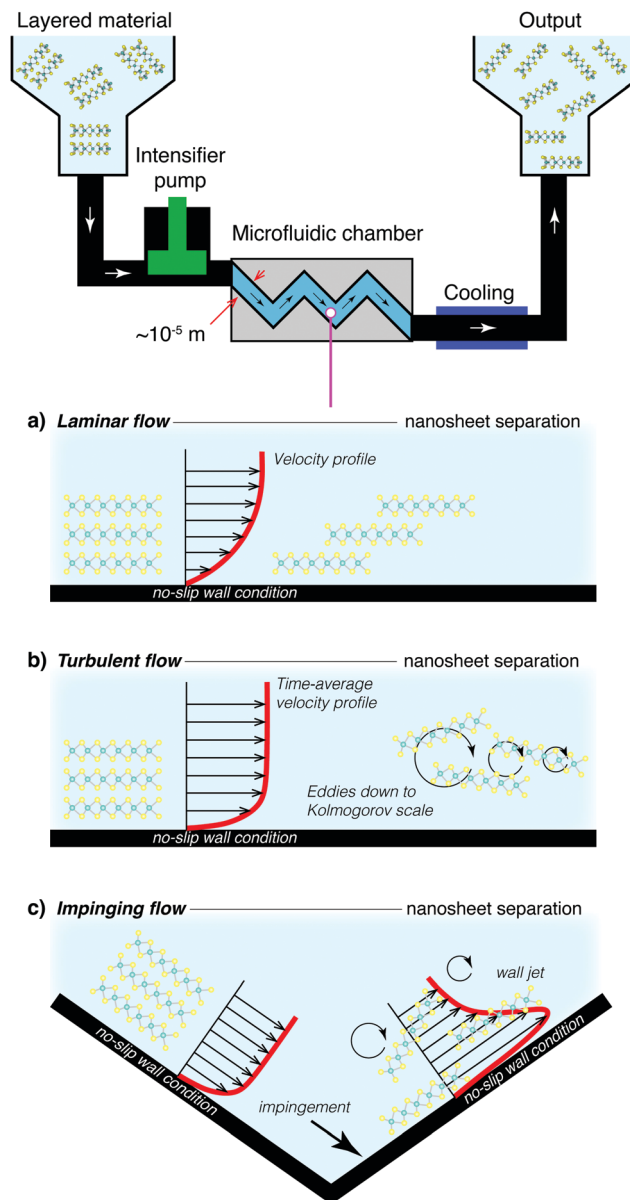 Layered material
Output
Intensifier
pump
Microfluidic chamber
Cooling
~10⁻⁵ m
a) Laminar flow
nanosheet separation
Velocity profile
no-slip wall condition
b) Turbulent flow
nanosheet separation
Time-average
velocity profile
Eddies down to
Kolmogorov scale
no-slip wall condition
c) Impinging flow
nanosheet separation
wall jet
no-slip wall condition
no-slip wall condition
impingement